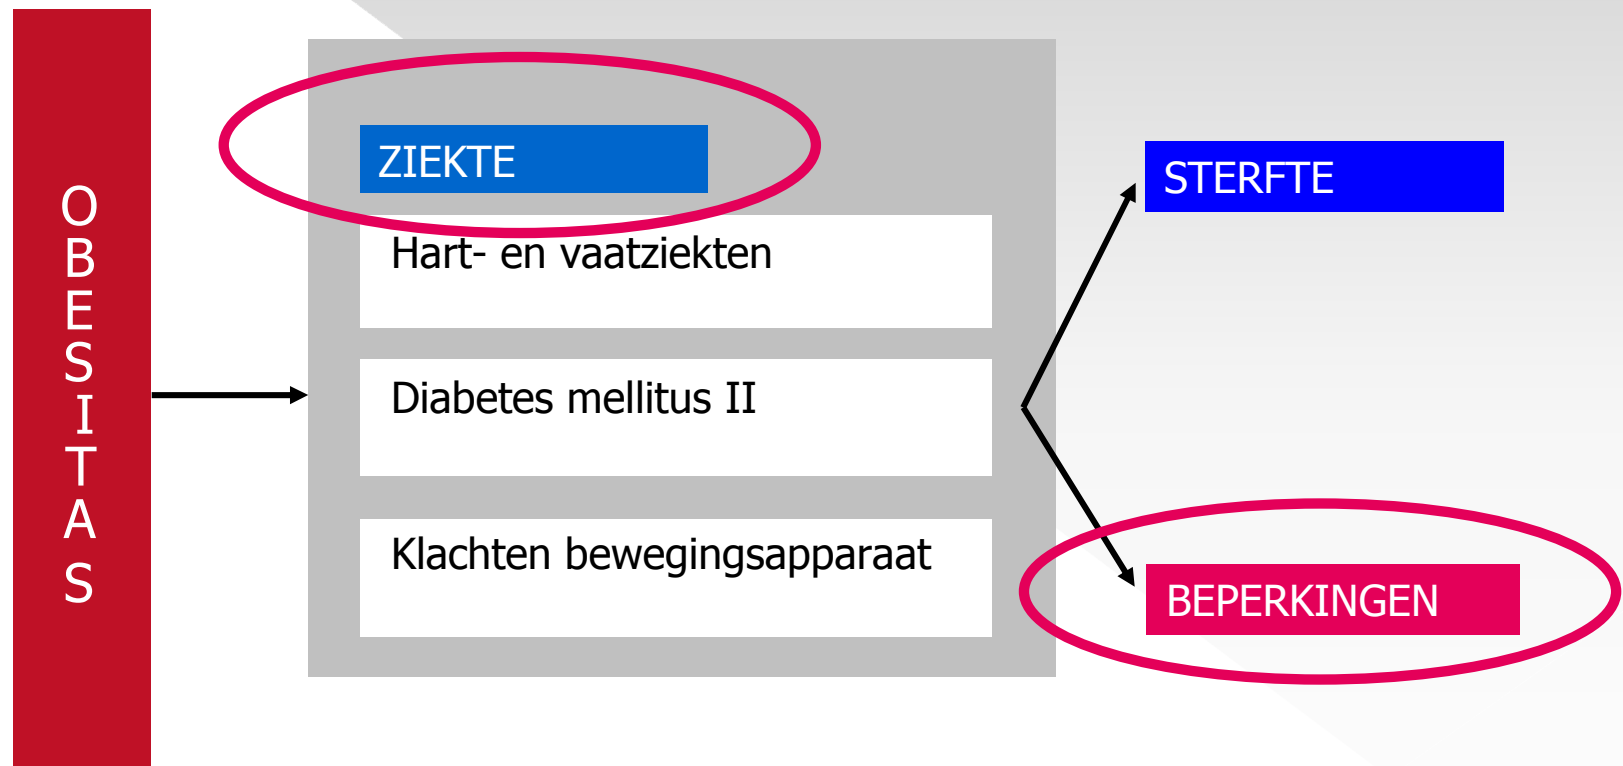 OBESITAS
ZIEKTE
Hart- en vaatziekten
Diabetes mellitus II
Klachten bewegingsapparaat
STERFTE
BEPERKINGEN